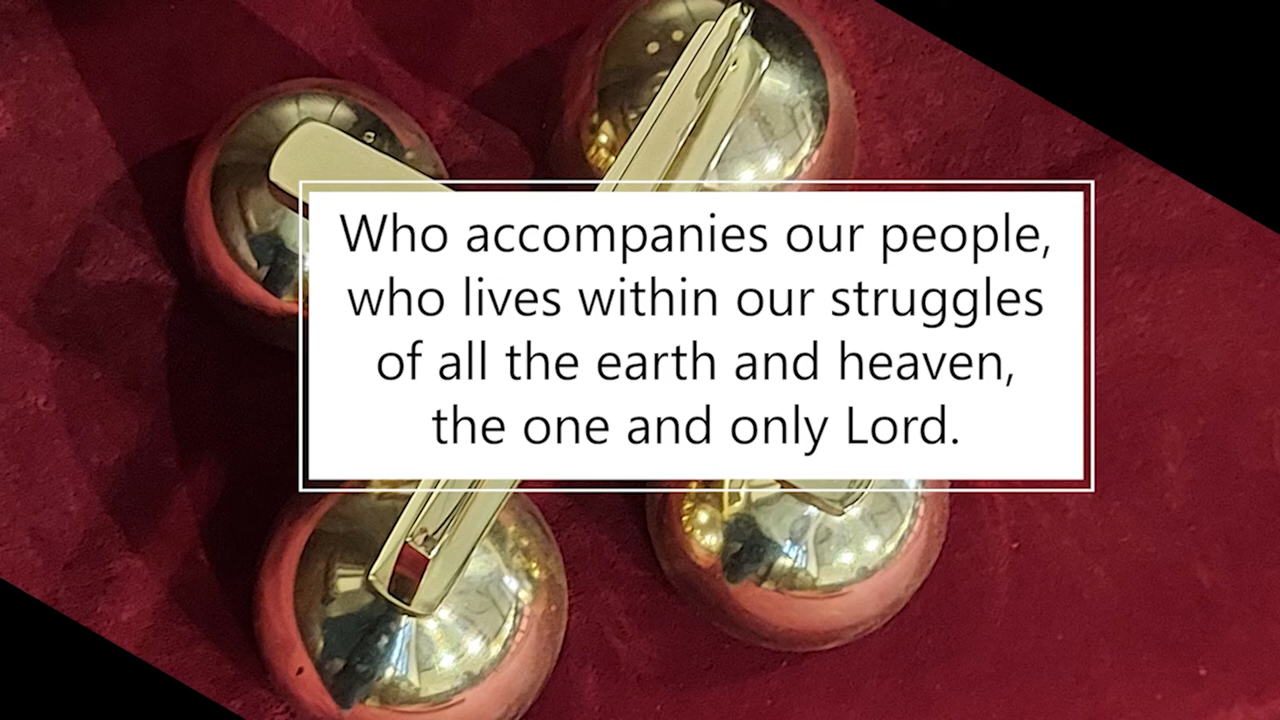 Who accompanies our people,
who lives within our struggles
of all the earth and heaven,
the one and only Lord.